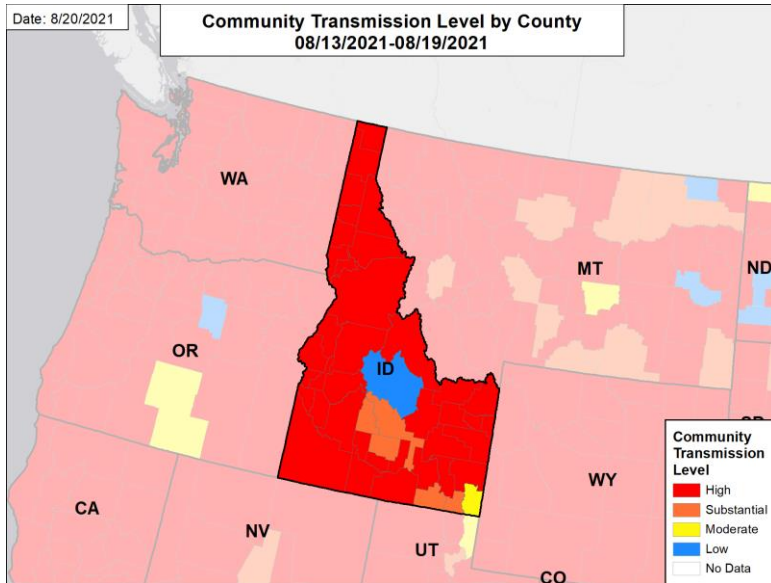 Date: 8/20/2021
Community Transmission Level by County
08/13/2021-08/19/2021
WA
MT
ND
OR
ID
WY
CA
NV
UT
CO
Community
Transmission
Level
High
Substantial
Moderate
Low
No Data